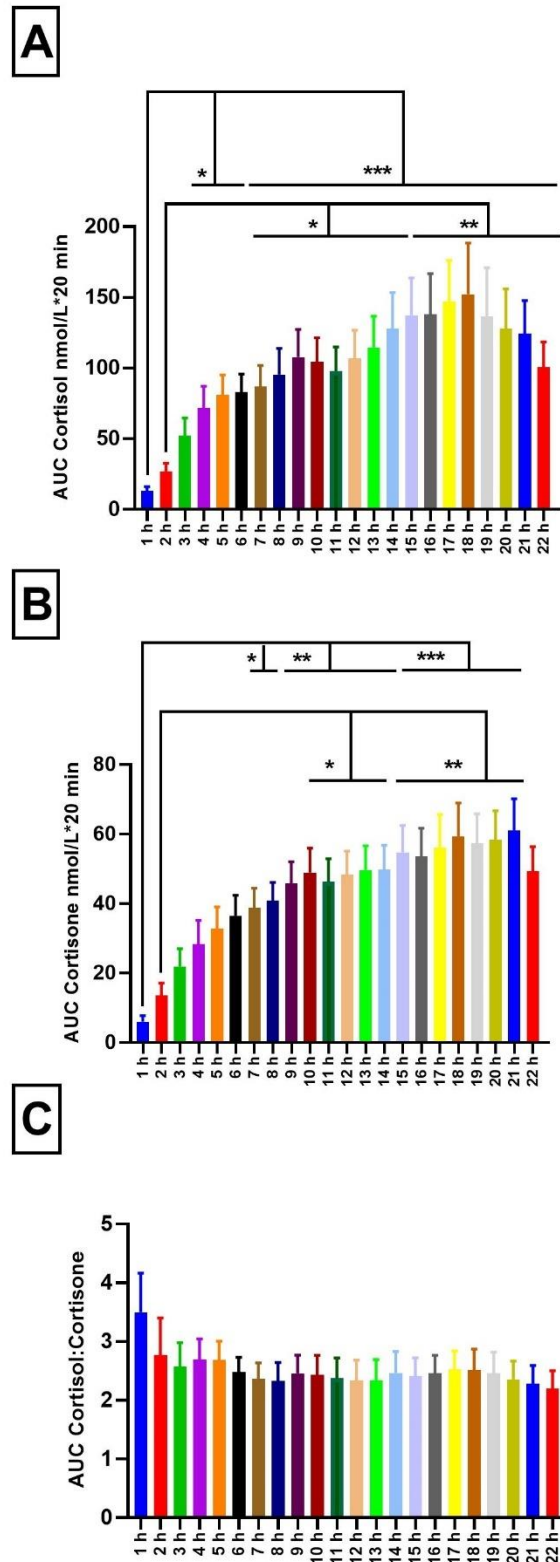 A
* ***
* **
AUC Cortisol nmol/L*20 min
200
150
100
50
0
1 h 2 h 3 h 4 h 5 h 6 h 7 h 8 h 9 h 10 h 11 h 12 h 13 h 14 h 15 h 16 h 17 h 18 h 19 h 20 h 21 h 22 h
B
* ** ***
* **
AUC Cortisone nmol/L*20 min
80
60
40
20
0
1 h 2 h 3 h 4 h 5 h 6 h 7 h 8 h 9 h 10 h 11 h 12 h 13 h 14 h 15 h 16 h 17 h 18 h 19 h 20 h 21 h 22 h
C
AUC Cortisol:Cortisone
5
4
3
2
1
0
1 h 2 h 3 h 4 h 5 h 6 h 7 h 8 h 9 h 10 h 11 h 12 h 13 h 14 h 15 h 16 h 17 h 18 h 19 h 20 h 21 h 22 h